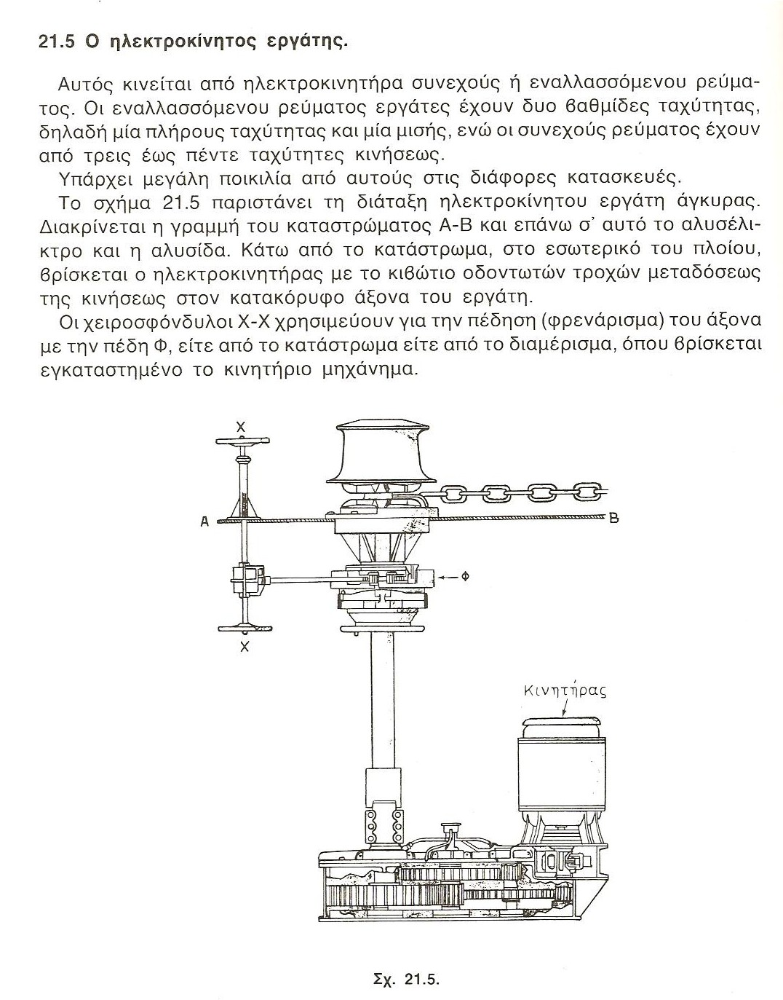 21.5 Ο ηλεκτροκίνητος εργάτης.
Αυτός κινείται από ηλεκτροκινητήρα συνεχούς ή εναλλασσόμενου ρεύμα-
τος. Οι εναλλασσόμενου ρεύματος εργάτες έχουν δυο βαθμίδες ταχύτητας,
δηλαδή μία πλήρους ταχύτητας και μία μισής, ενώ οι συνεχούς ρεύματος έχουν
από τρεις έως πέντε ταχύτητες κινήσεως.
Υπάρχει μεγάλη ποικιλία από αυτούς στις διάφορες κατασκευές.
Το σχήμα 21.5 παριστάνει τη διάταξη ηλεκτροκίνητου εργάτη άγκυρας.
Διακρίνεται η γραμμή του καταστρώματος Α-Β και επάνω σ' αυτό το αλυσέλι-
κτρο και η αλυσίδα. Κάτω από το κατάστρωμα, στο εσωτερικό του πλοίου,
βρίσκεται ο ηλεκτροκινητήρας με το κιβώτιο οδοντωτών τροχών μεταδόσεως
της κινήσεως στον κατακόρυφο άξονα του εργάτη.
Οι χειροσφόνδυλοι Χ-Χ χρησιμεύουν για την πέδηση (φρενάρισμα) του άξονα
με την πέδη Φ, είτε από το κατάστρωμα είτε από το διαμέρισμα, όπου βρίσκεται
εγκαταστημένο το κινητήριο μηχάνημα.
Χ
Α
Β
Φ
Χ
Κινητήρας
Σχ. 21.5.